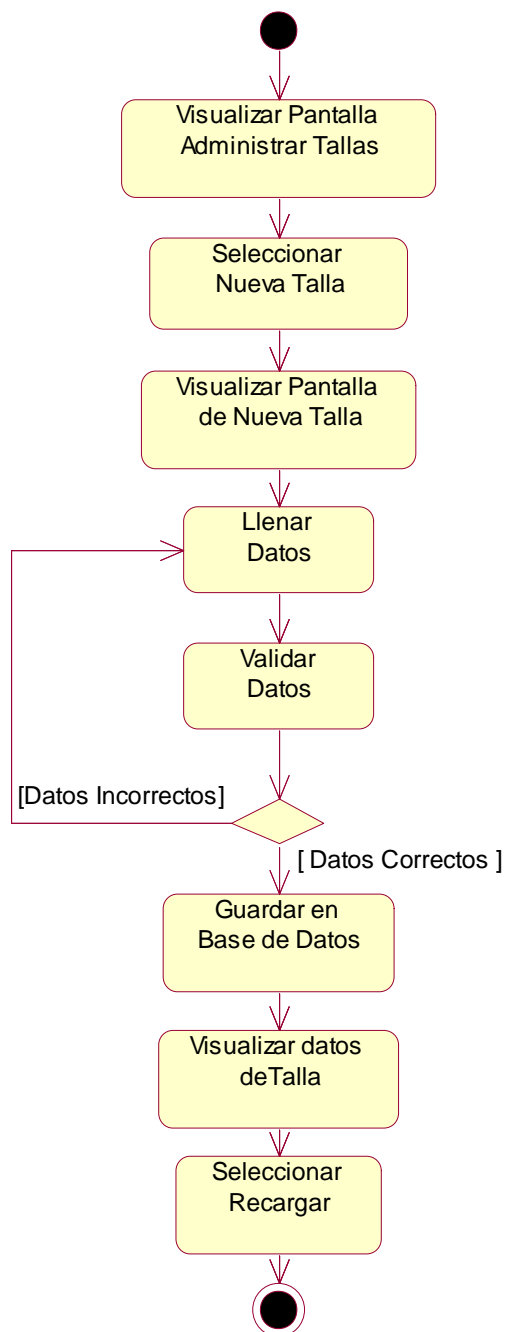 Visualizar Pantalla
Administrar Tallas
Seleccionar
Nueva Talla
Visualizar Pantalla
de Nueva Talla
Llenar
Datos
Validar
Datos
[Datos Incorrectos]
[ Datos Correctos ]
Guardar en
Base de Datos
Visualizar datos
deTalla
Seleccionar
Recargar